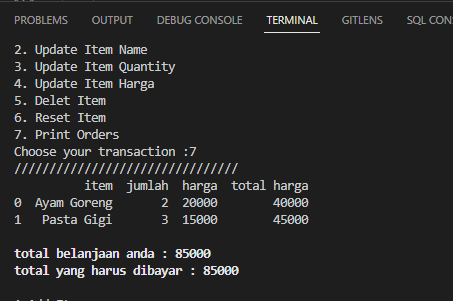 PROBLEMS OUTPUT DEBUG CONSOLE TERMINAL GITLENS SQL CON
2. Update Item Name
3. Update Item Quantity
4. Update Item Harga
5. Delet Item
6. Reset Item
7. Print Orders
Choose your transaction :7
////////////////////////////////
item jumlah harga total harga
0 Ayam Goreng 2 20000 40000
1 Pasta Gigi 3 15000 45000
total belanjaan anda : 85000
total yang harus dibayar : 85000